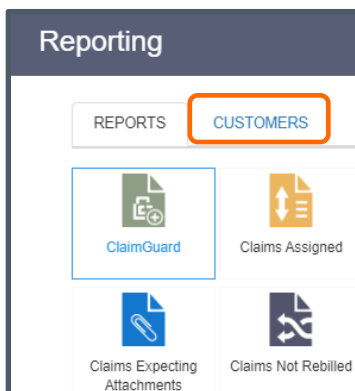 Reporting
REPORTS CUSTOMERS
ClaimGuard Claims Assigned
Claims Expecting Claims Not Rebilled
Attachments